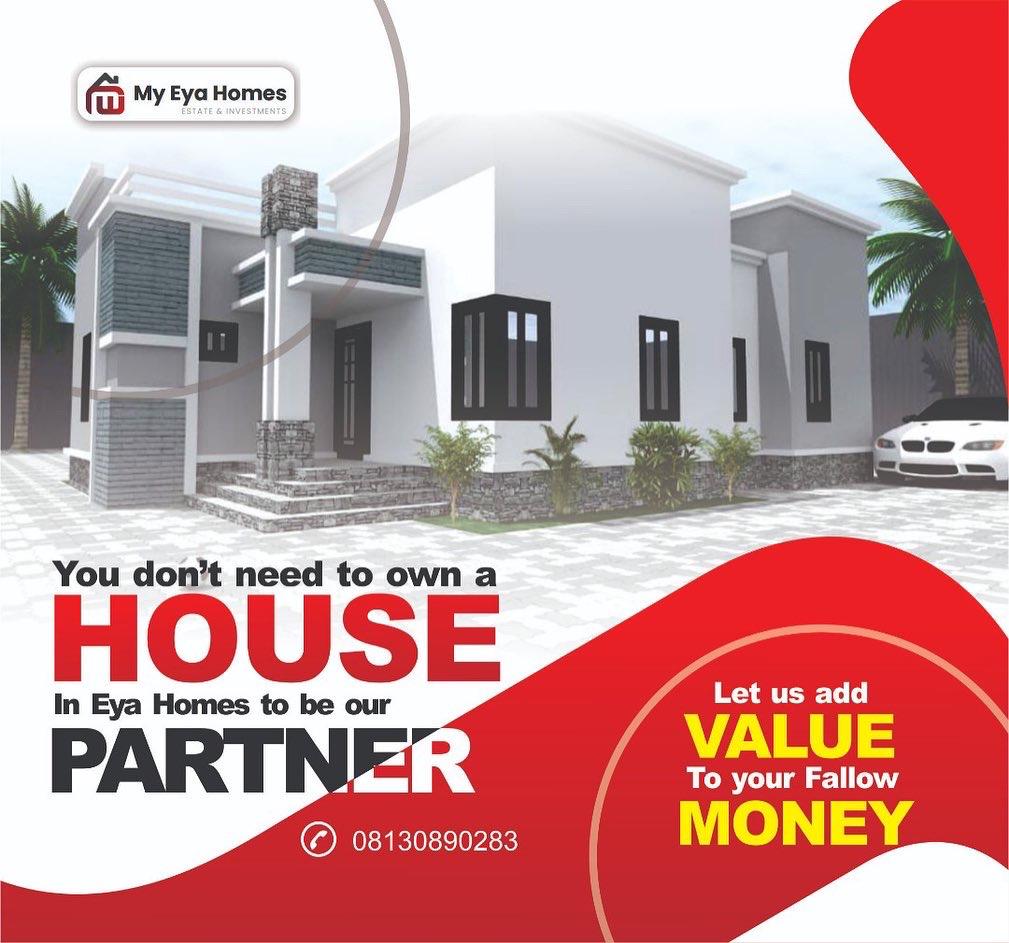 My Eya Homes
ESTATE & INVESTMENTS
You don't need to own a
HOUSE
In Eya Homes to be our
PARTNER
08130890283
Let us add
VALUE
To your Fallow
MONEY